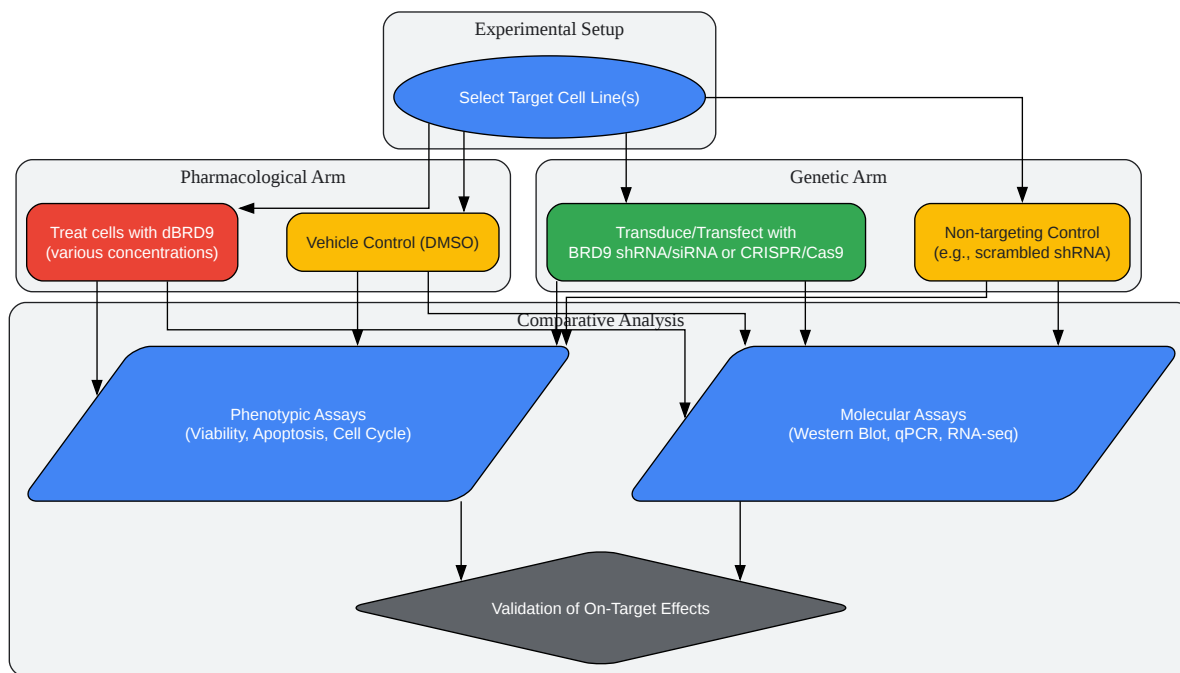 Experimental Setup
Select Target Cell Line(s)
Pharmacological Arm
Genetic Arm
Treat cells with dBRD9
(various concentrations)
Vehicle Control (DMSO)
Transduce/Transfect with
BRD9 shRNA/siRNA or CRISPR/Cas9
Non-targeting Control
(e.g., scrambled shRNA)
Comparative Analysis
Phenotypic Assays
(Viability, Apoptosis, Cell Cycle)
Molecular Assays
(Western Blot, qPCR, RNA-seq)
Validation of On-Target Effects